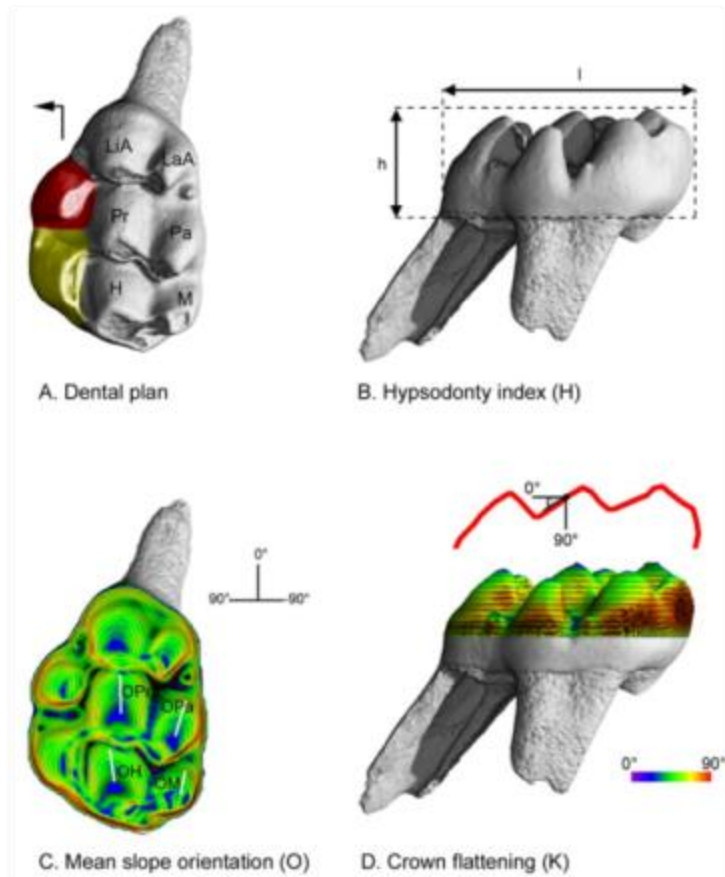 LiA
LaA
Pr
Pa
H
M
A. Dental plan
l
h
B. Hypsodonty index (H)
0°
90°
90°
OPr
OPa
OH
OM
C. Mean slope orientation (O)
0°
90°
0°
90°
D. Crown flattening (K)